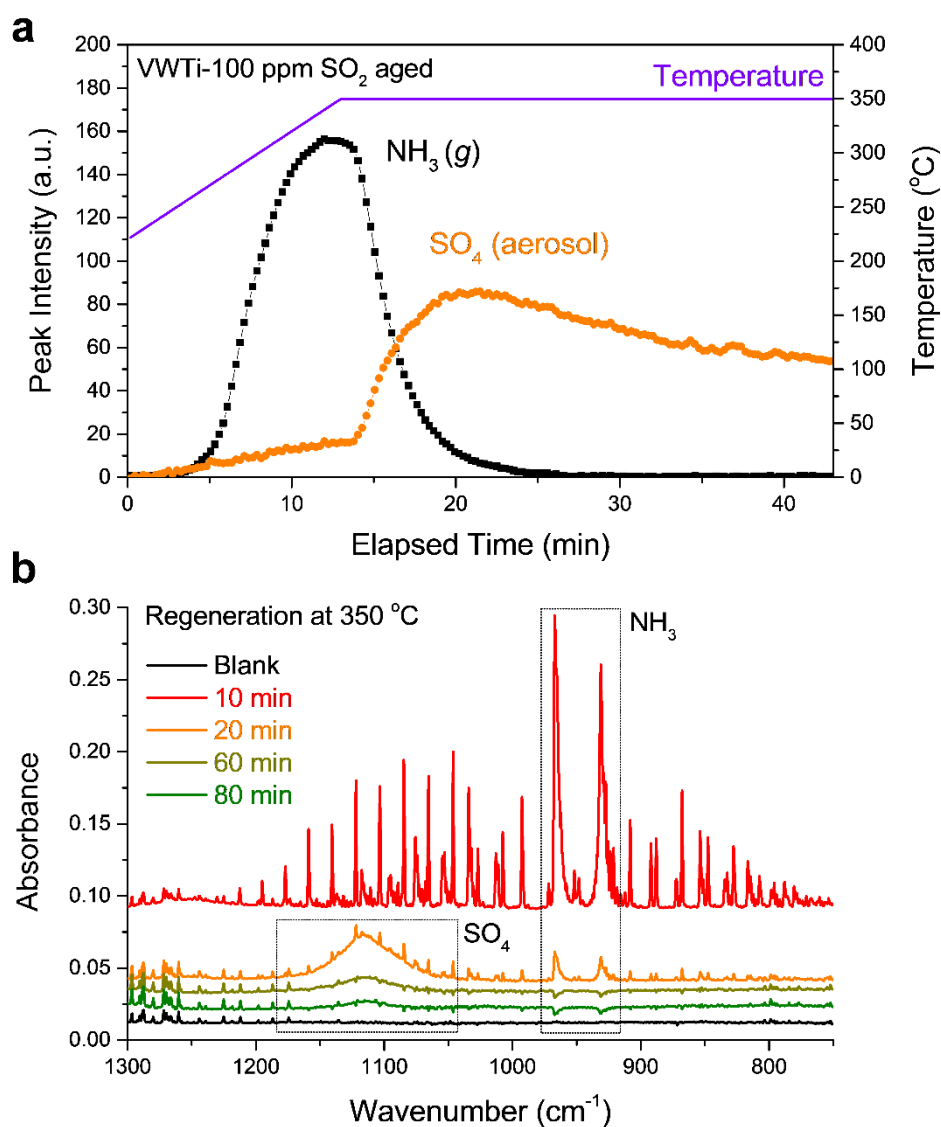 a
VWTi-100 ppm SO₂ aged
Temperature
NH₃ (g)
SO₄ (aerosol)
Peak Intensity (a.u.)
Temperature (°C)
200
180
160
140
120
100
80
60
40
20
0
400
350
300
250
200
150
100
50
0
0 10 20 30 40
Elapsed Time (min)
b
Regeneration at 350 °C
Blank
10 min
20 min
60 min
80 min
NH₃
SO₄
Absorbance
0.30
0.25
0.20
0.15
0.10
0.05
0.00
1300 1200 1100 1000 900 800
Wavenumber (cm⁻¹)